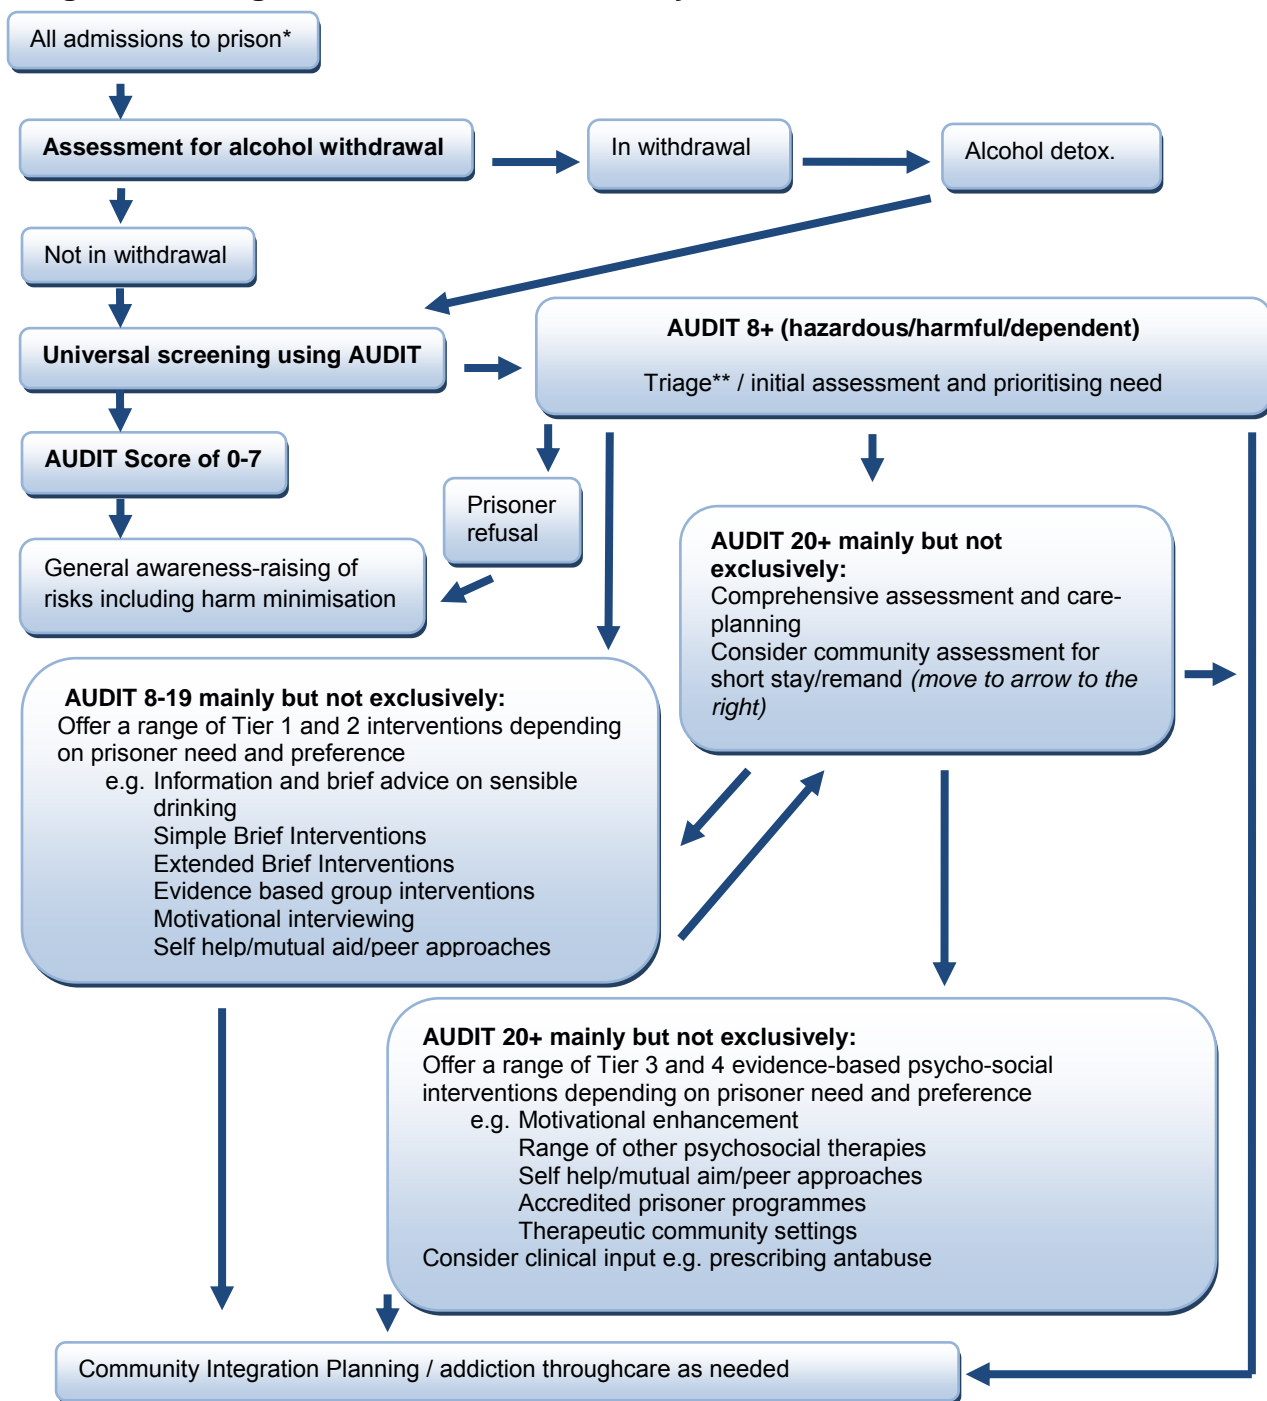 All admissions to prison*
Assessment for alcohol withdrawal
In withdrawal
Alcohol detox.
Not in withdrawal
Universal screening using AUDIT
AUDIT 8+ (hazardous/harmful/dependent)
Triage** / initial assessment and prioritising need
AUDIT Score of 0-7
Prisoner
refusal
General awareness-raising of
risks including harm minimisation
AUDIT 20+ mainly but not
exclusively:
Comprehensive assessment and care-
planning
Consider community assessment for
short stay/remand (move to arrow to the
right)
AUDIT 8-19 mainly but not exclusively:
Offer a range of Tier 1 and 2 interventions depending
on prisoner need and preference
e.g. Information and brief advice on sensible
drinking
Simple Brief Interventions
Extended Brief Interventions
Evidence based group interventions
Motivational interviewing
Self help/mutual aid/peer approaches
AUDIT 20+ mainly but not exclusively:
Offer a range of Tier 3 and 4 evidence-based psycho-social
interventions depending on prisoner need and preference
e.g. Motivational enhancement
Range of other psychosocial therapies
Self help/mutual aim/peer approaches
Accredited prisoner programmes
Therapeutic community settings
Consider clinical input e.g. prescribing antabuse
Community Integration Planning / addiction throughcare as needed